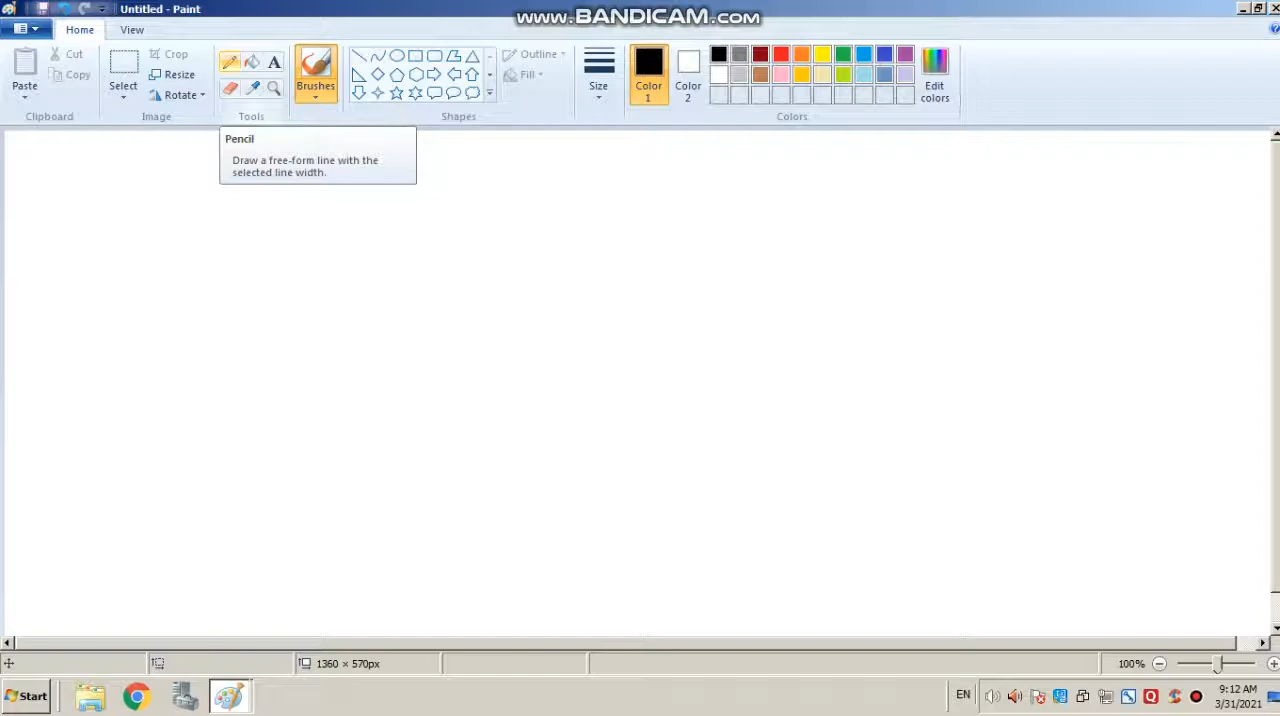 Untitled - Paint
www.BANDICAM.COM
Home
View
Paste
Cut
Copy
Clipboard
Select
Crop
Resize
Rotate
Image
A
Tools
Brushes
Shapes
Outline
Fill
Size
Color 1
Color 2
Edit colors
Colors
Pencil
Draw a free-form line with the
selected line width.
1360 × 570px
100%
Start
EN
9:12 AM
3/31/2021